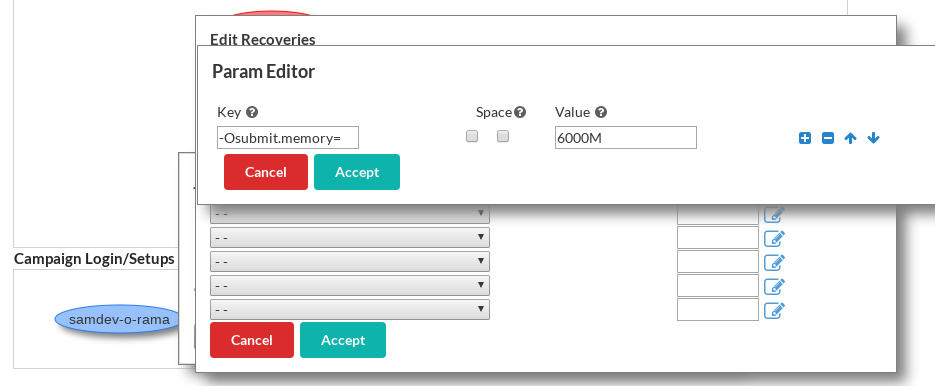 Edit Recoveries
Param Editor
Key Space Value
-Osubmit.memory= 6000M
Cancel Accept
- -
- -
- -
- -
- -
Cancel Accept
Campaign Login/Setups
samdev-o-rama